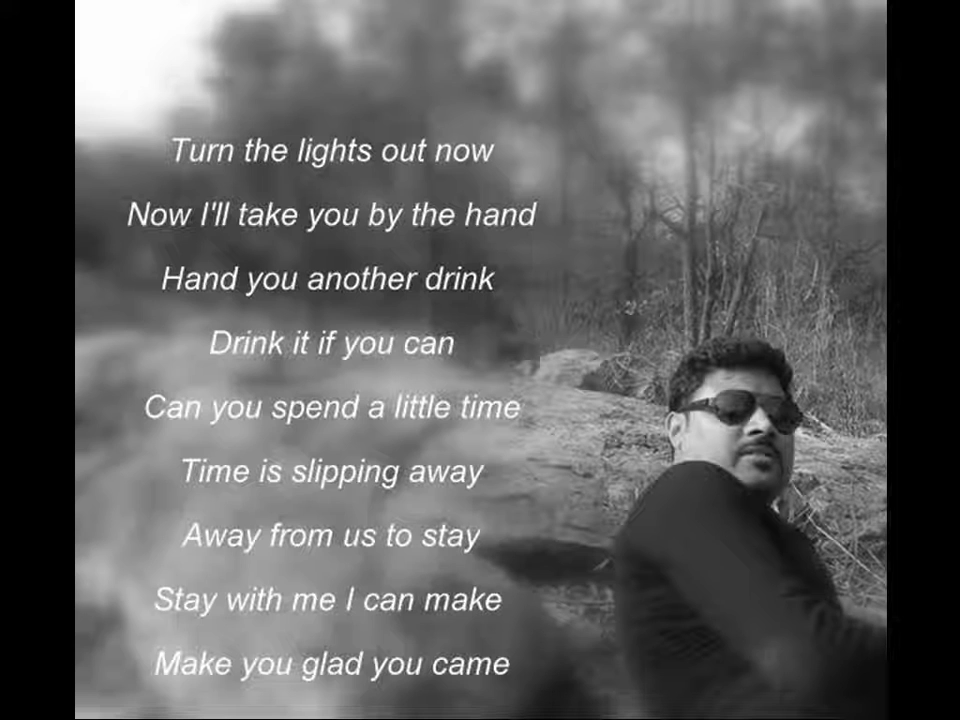 Turn the lights out now
Now I'll take you by the hand
Hand you another drink
Drink it if you can
Can you spend a little time
Time is slipping away
Away from us to stay
Stay with me I can make
Make you glad you came